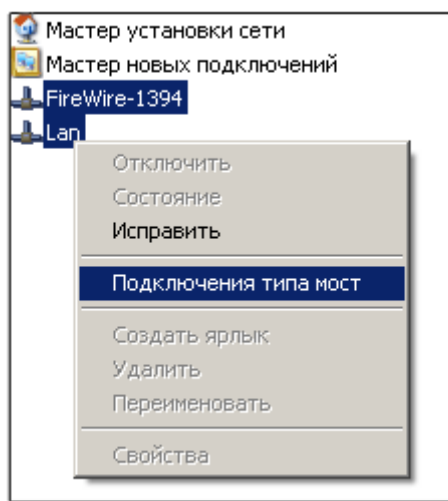 Мастер установки сети
Мастер новых подключений
FireWire-1394
Lan
Отключить
Состояние
Исправить
Подключения типа мост
Создать ярлык
Удалить
Переименовать
Свойства